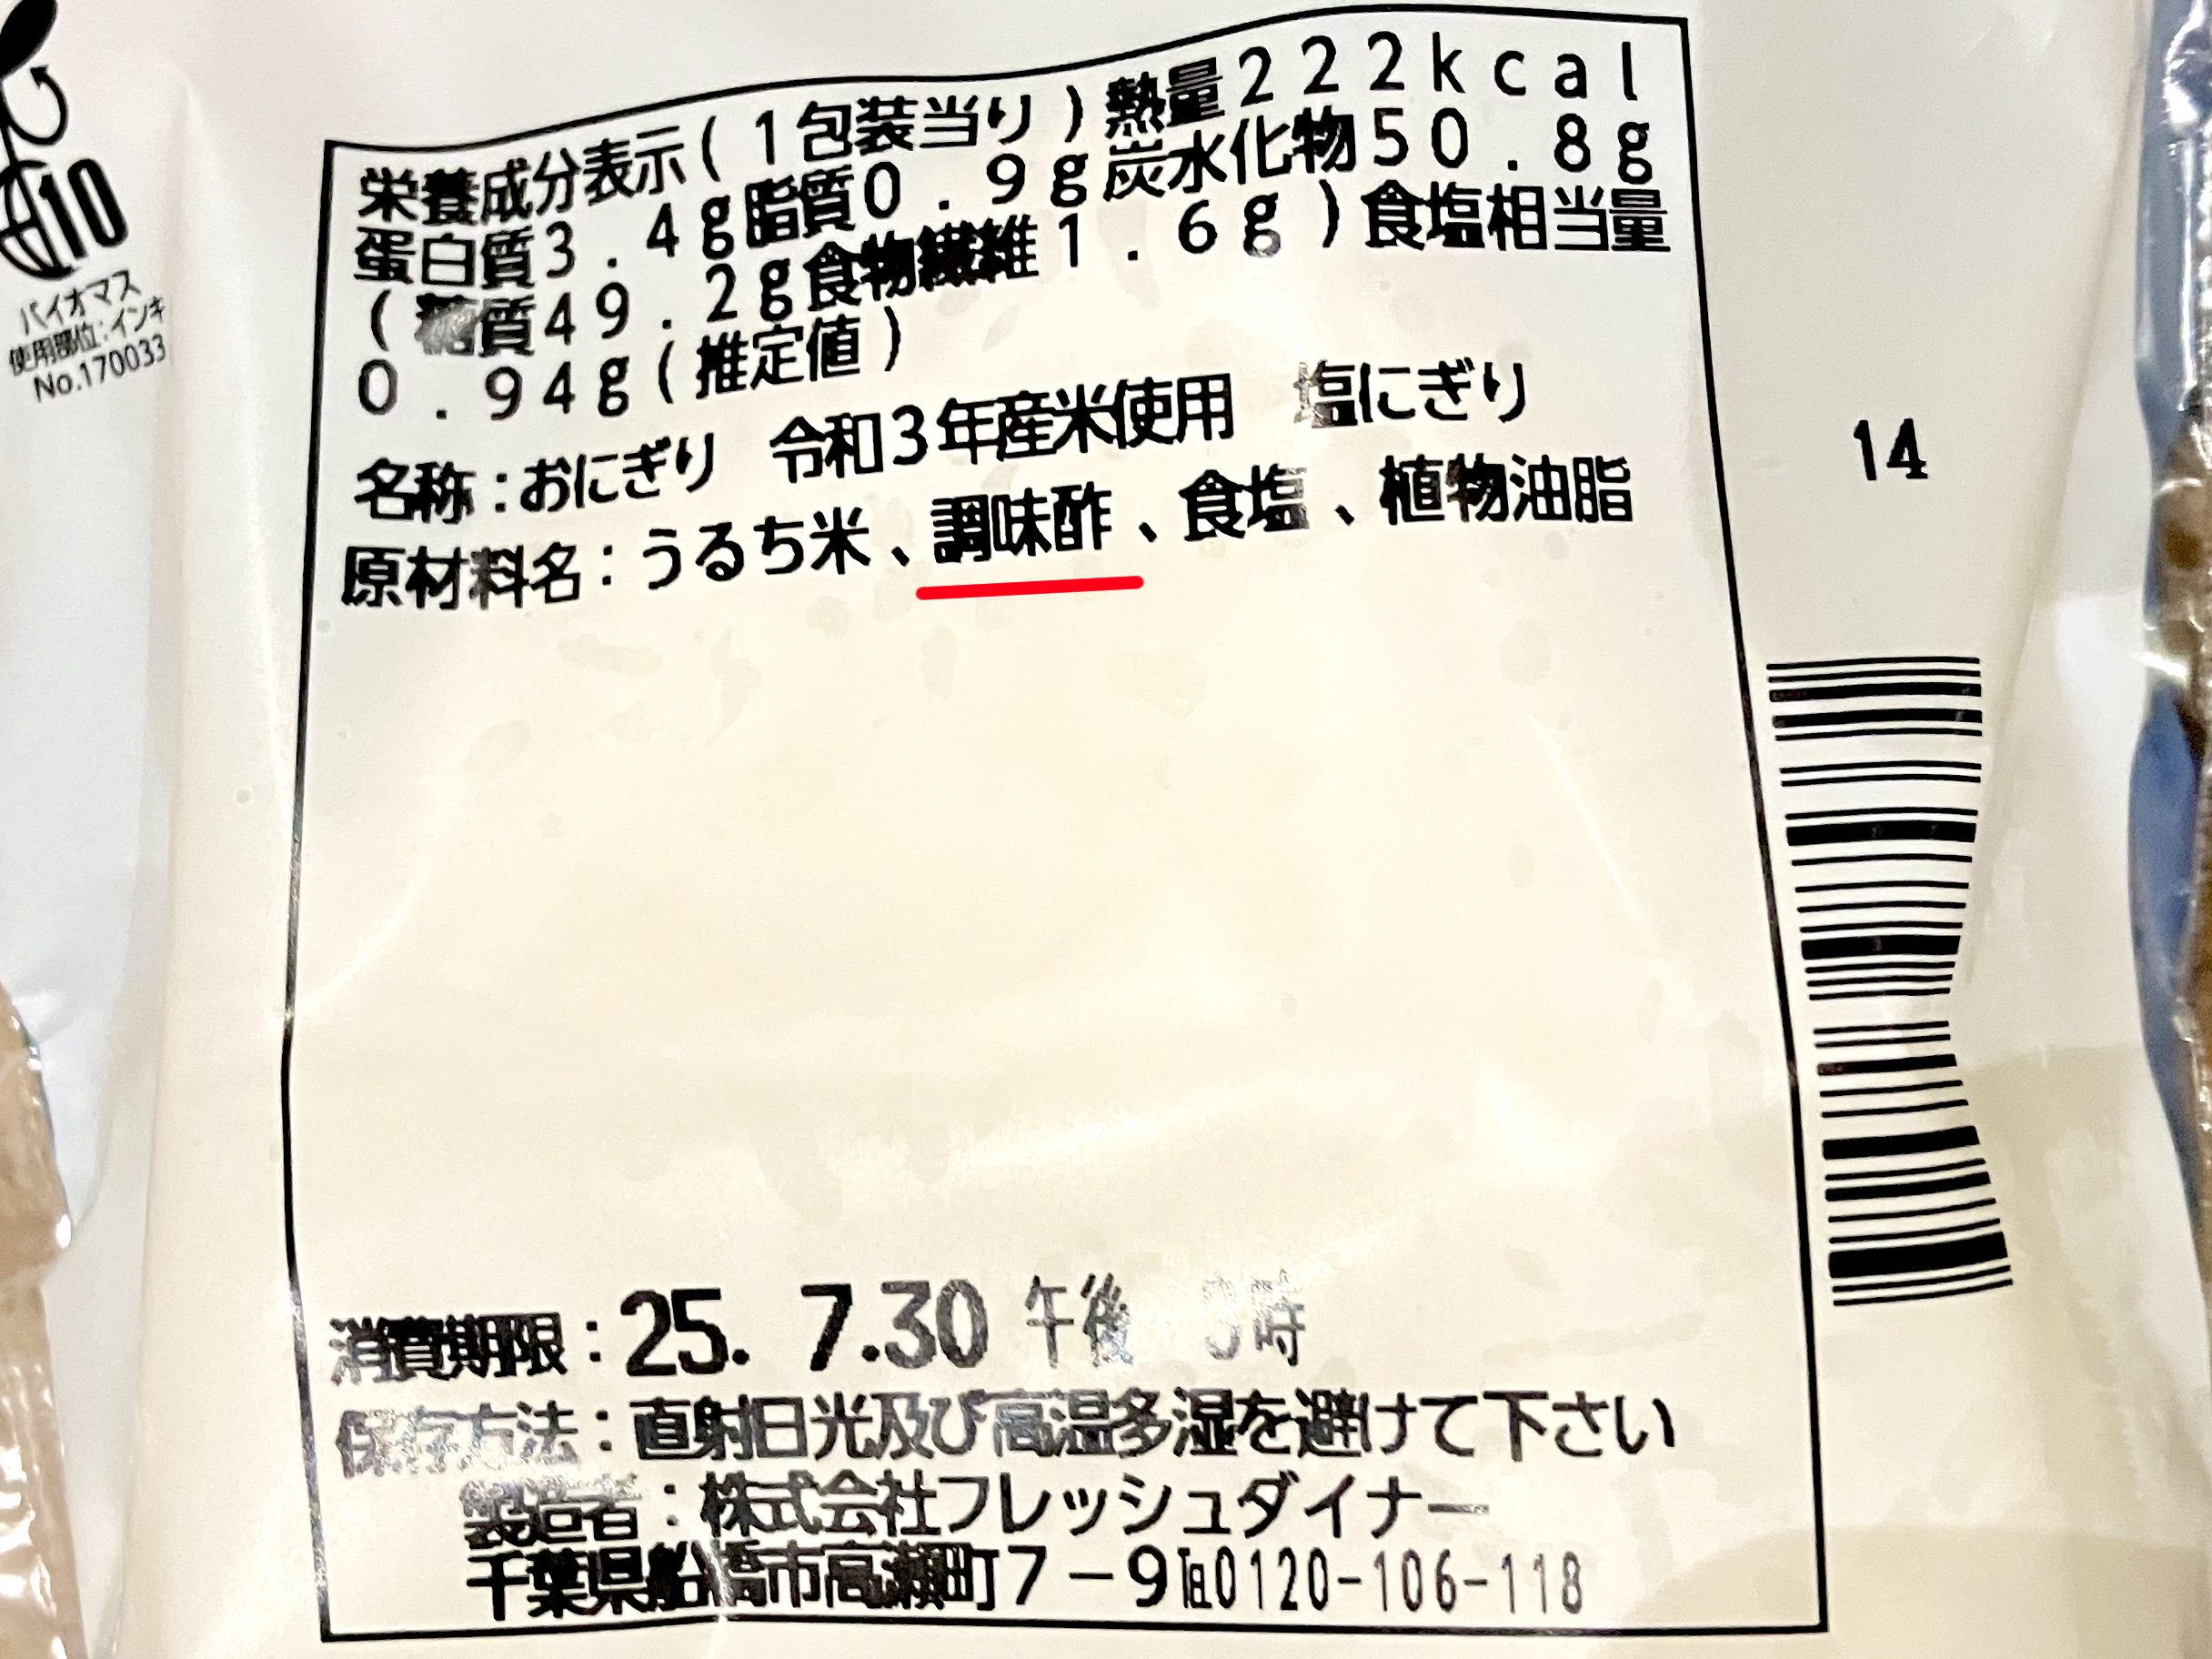 10
バイオマス
使用部位:インキ
No.170033
栄養成分表示(1包装当り)熱量222kcal
蛋白質3.4g脂質0.9g炭水化物50.8g
(糖質49.2g食物繊維1.6g)食塩相当量
0.94g(推定値)
名称:おにぎり 令和3年産米使用 塩にぎり
原材料名:うるち米、調味酢、食塩、植物油脂
14
消費期限:25. 7.30 午後 時
保存方法:直射日光及び高温多湿を避けて下さい
製造者:株式会社フレッシュダイナー
千葉県船橋市高瀬町7-9℡0120-106-118